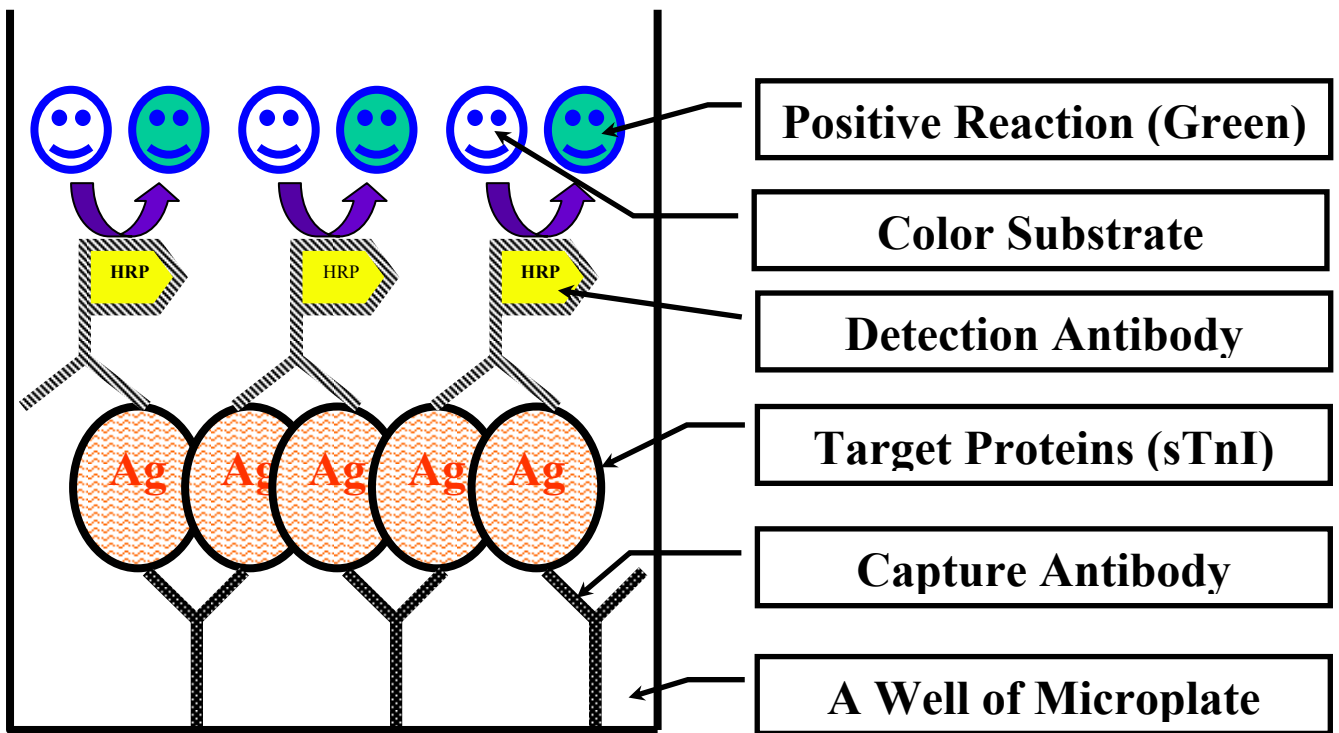 Positive Reaction (Green)
Color Substrate
HRP HRP HRP
Detection Antibody
Ag Ag Ag Ag Ag
Target Proteins (sTnI)
Capture Antibody
A Well of Microplate